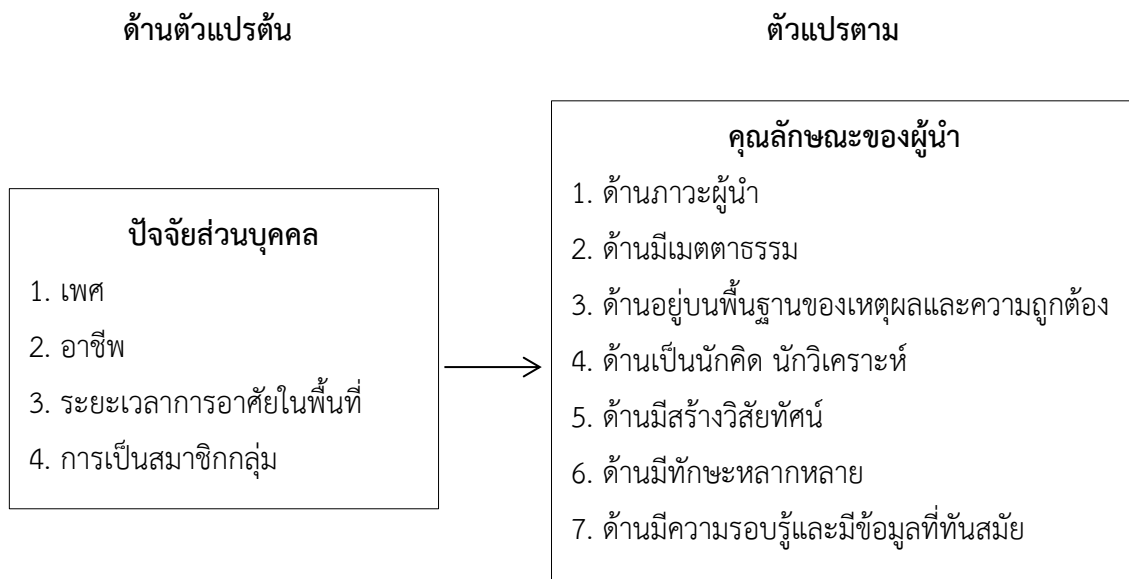 ด้านตัวแปรต้น
ตัวแปรตาม
ปัจจัยส่วนบุคคล
1. เพศ
2. อาชีพ
3. ระยะเวลาการอาศัยในพื้นที่
4. การเป็นสมาชิกกลุ่ม
คุณลักษณะของผู้นำ
1. ด้านภาวะผู้นำ
2. ด้านมีเมตตาธรรม
3. ด้านอยู่บนพื้นฐานของเหตุผลและความถูกต้อง
4. ด้านเป็นนักคิด นักวิเคราะห์
5. ด้านมีสร้างวิสัยทัศน์
6. ด้านมีทักษะหลากหลาย
7. ด้านมีความรอบรู้และมีข้อมูลที่ทันสมัย